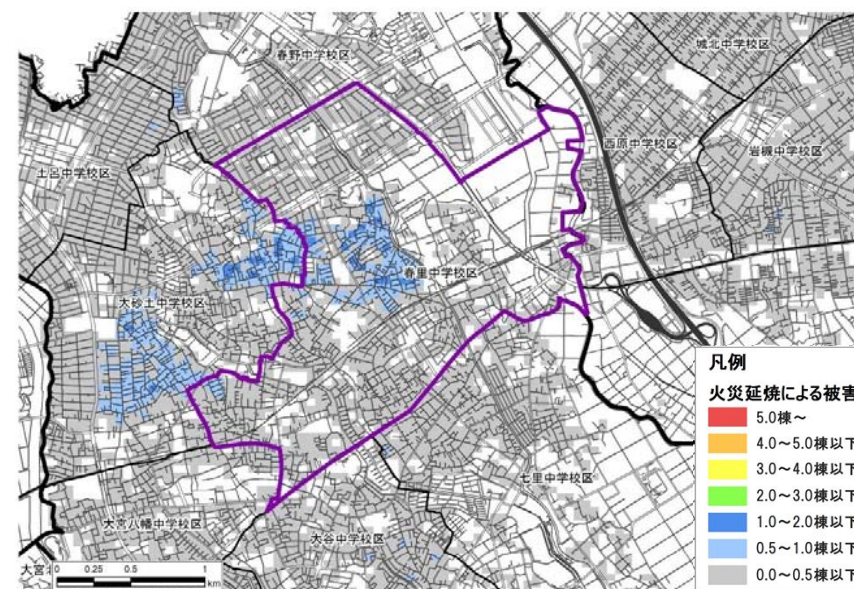 春野中学校区
城北中学校区
土呂中学校区
西原中学校区
岩槻中学校区
春里中学校区
大砂土中学校区
七里中学校区
大宮八幡中学校区
大谷中学校区
大宮
0 0.25 0.5 1
km
凡例
火災延焼による被害
5.0棟~
4.0~5.0棟以下
3.0~4.0棟以下
2.0~3.0棟以下
1.0~2.0棟以下
0.5~1.0棟以下
0.0~0.5棟以下